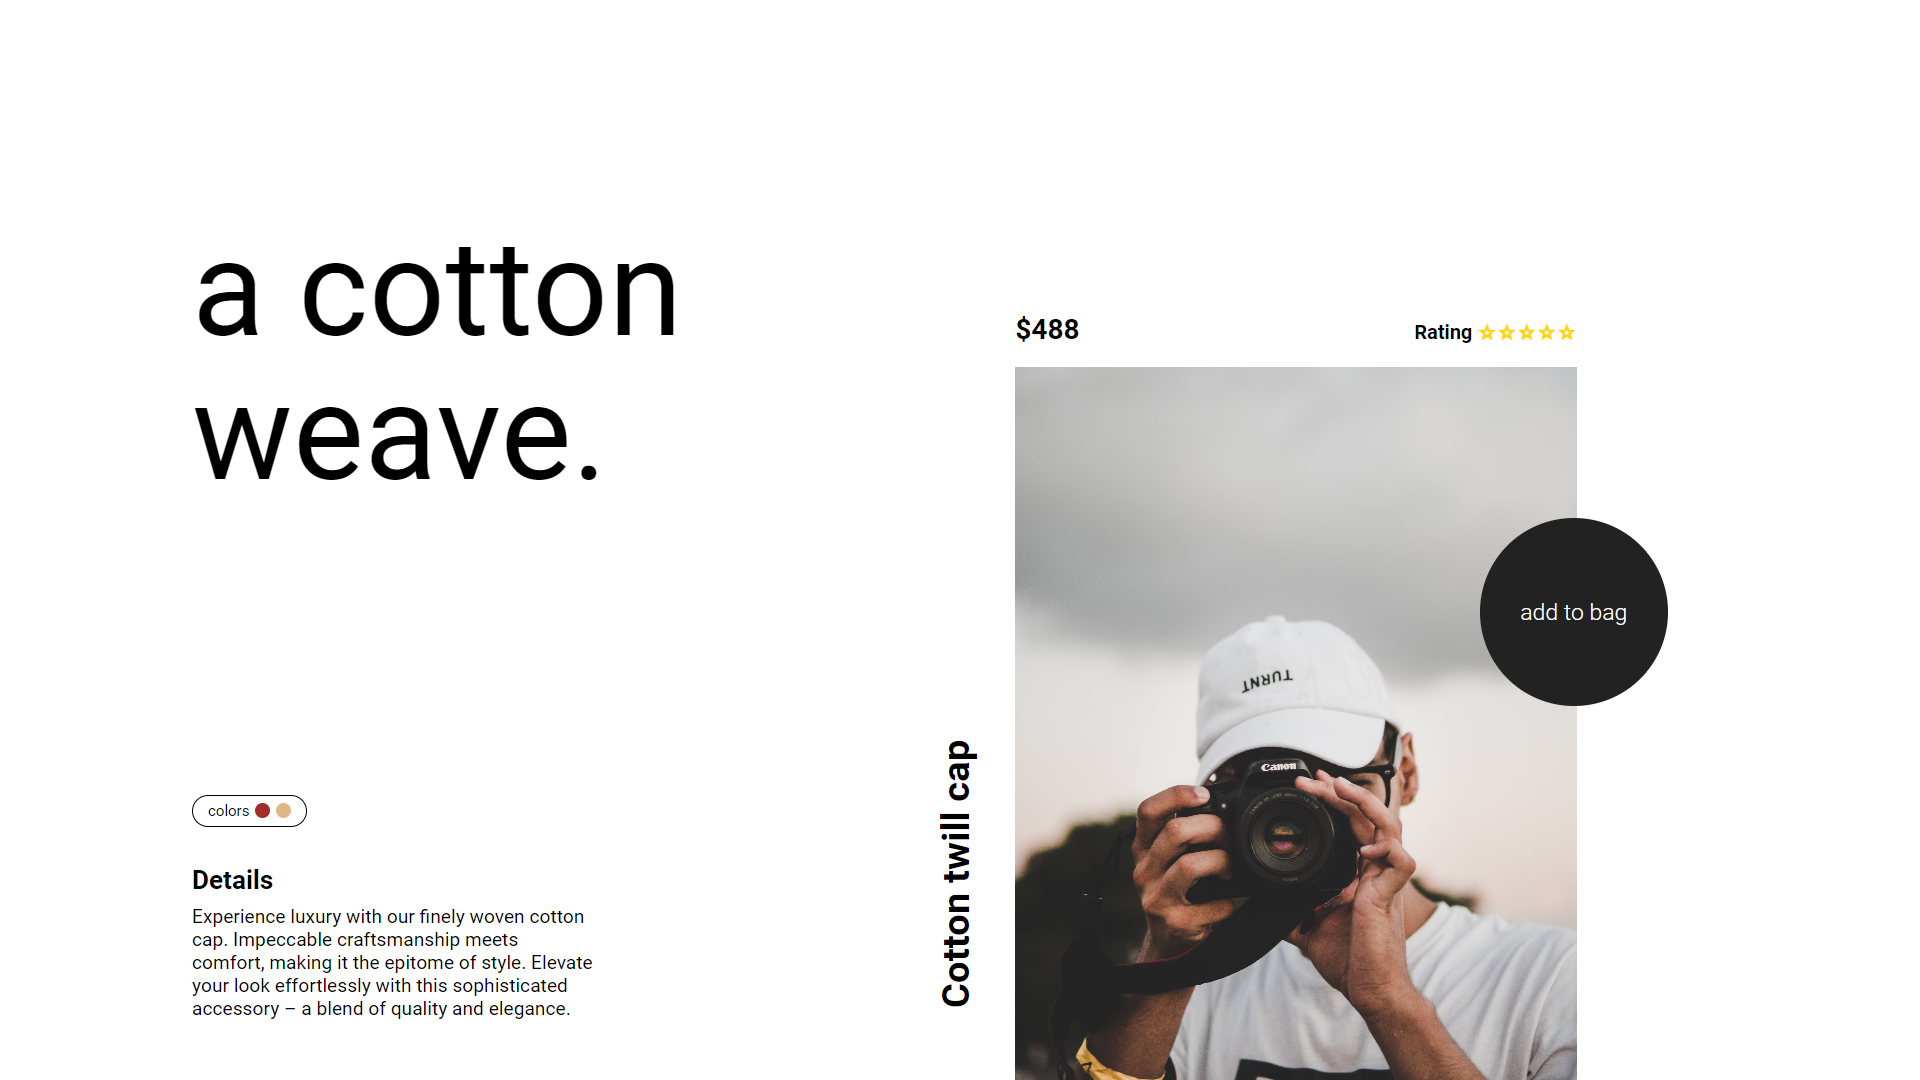 a cotton
weave.
$488
Rating ☆☆☆☆☆
add to bag
TURNT
Canon
Cotton twill cap
colors
Details
Experience luxury with our finely woven cotton
cap. Impeccable craftsmanship meets
comfort, making it the epitome of style. Elevate
your look effortlessly with this sophisticated
accessory – a blend of quality and elegance.